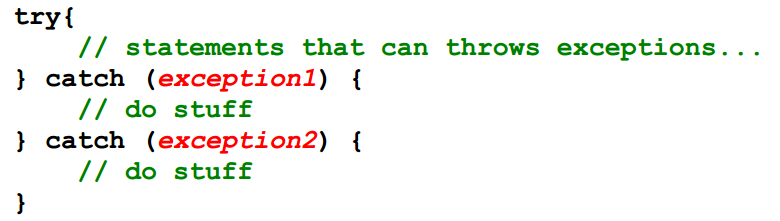 try{
// statements that can throws exceptions...
} catch (exception1) {
// do stuff
} catch (exception2) {
// do stuff
}